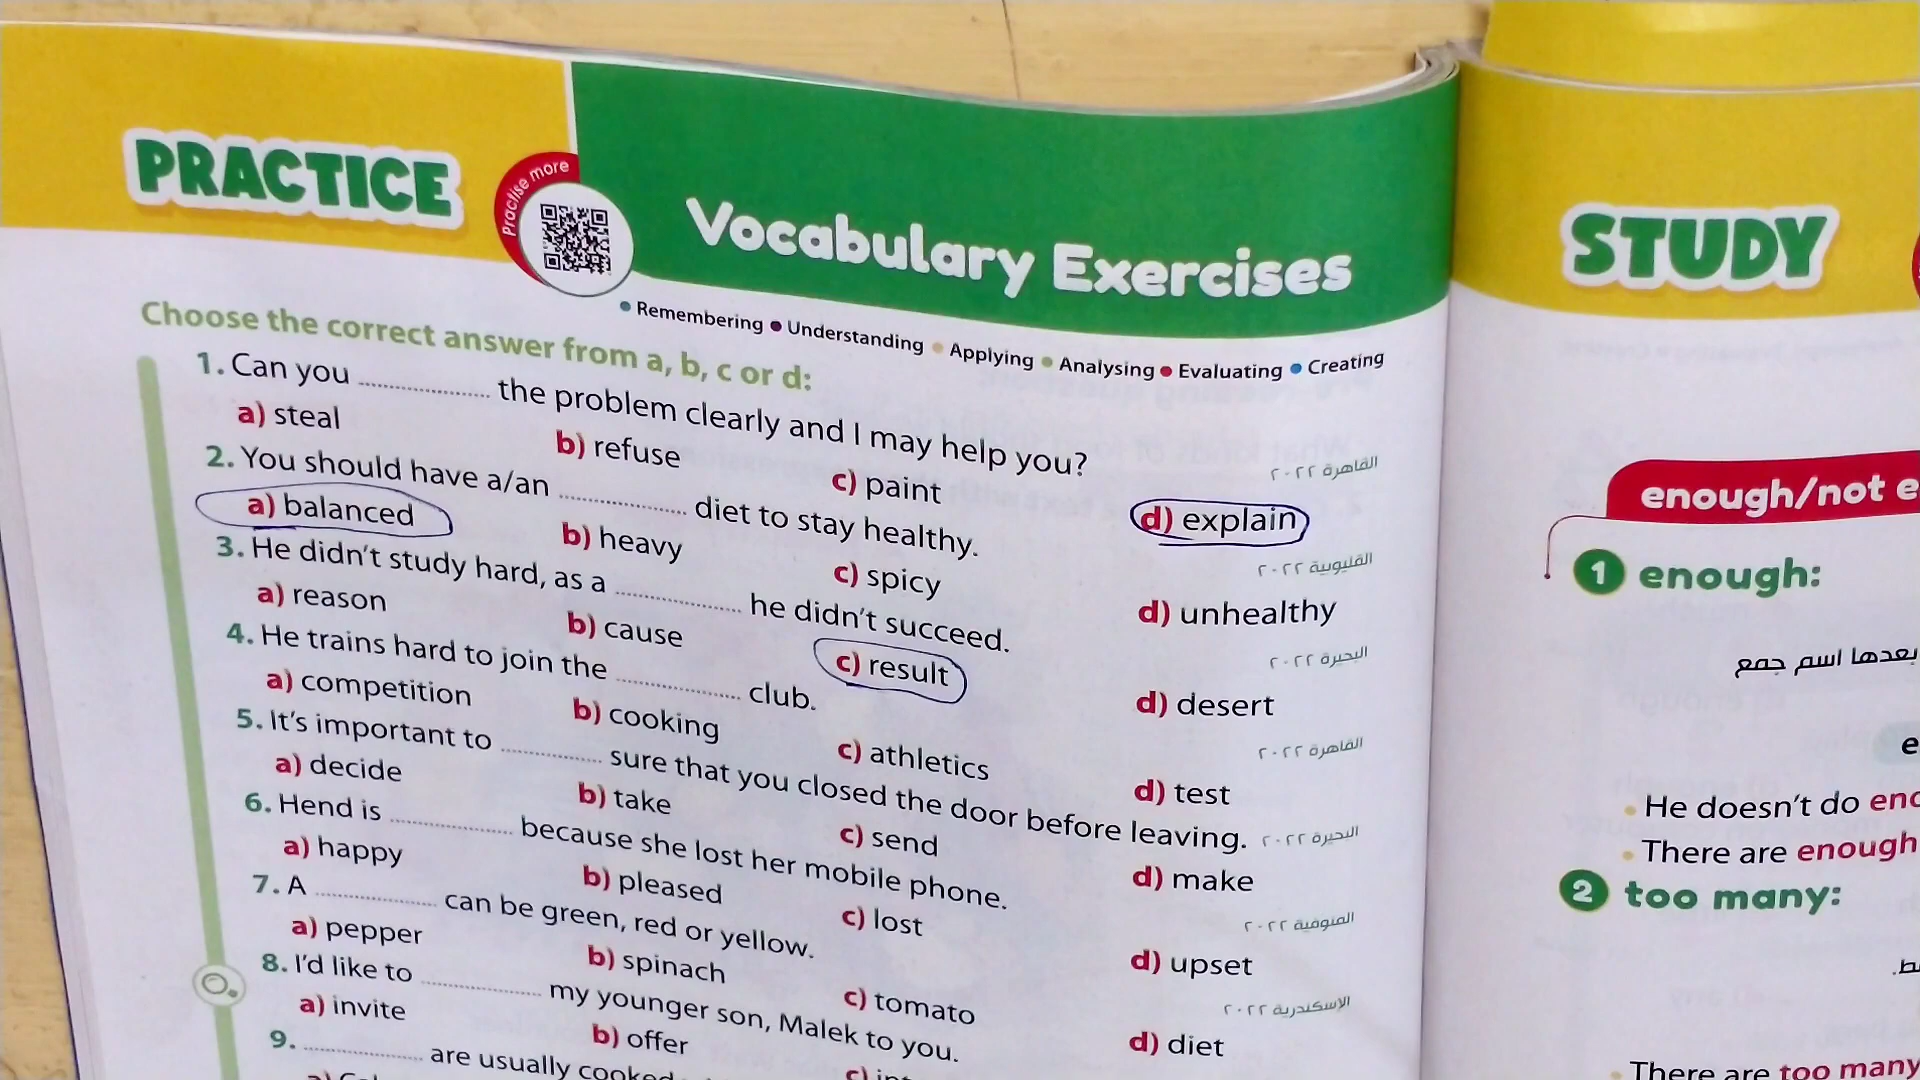 PRACTICE
Practise more
Vocabulary Exercises
Remembering Understanding Applying Analysing Evaluating Creating
Choose the correct answer from a, b, c or d:
1. Can you .............. the problem clearly and I may help you? القاهرة ٢٠٢٢
a) steal b) refuse c) paint d) explain
2. You should have a/an .............. diet to stay healthy. القليوبية ٢٠٢٢
a) balanced b) heavy c) spicy d) unhealthy
3. He didn't study hard, as a .............. he didn't succeed. البحيرة ٢٠٢٢
a) reason b) cause c) result d) desert
4. He trains hard to join the .............. club. القاهرة ٢٠٢٢
a) competition b) cooking c) athletics d) test
5. It's important to .............. sure that you closed the door before leaving. البحيرة ٢٠٢٢
a) decide b) take c) send d) make
6. Hend is .............. because she lost her mobile phone. المنوفية ٢٠٢٢
a) happy b) pleased c) lost d) upset
7. A .............. can be green, red or yellow. الإسكندرية ٢٠٢٢
a) pepper b) spinach c) tomato d) diet
8. I'd like to .............. my younger son, Malek to you.
a) invite b) offer
9. .............. are usually cooked
STUDY
enough/not e
1 enough:
بعدها اسم جمع
e
He doesn't do eno
There are enough
2 too many:
There are too many